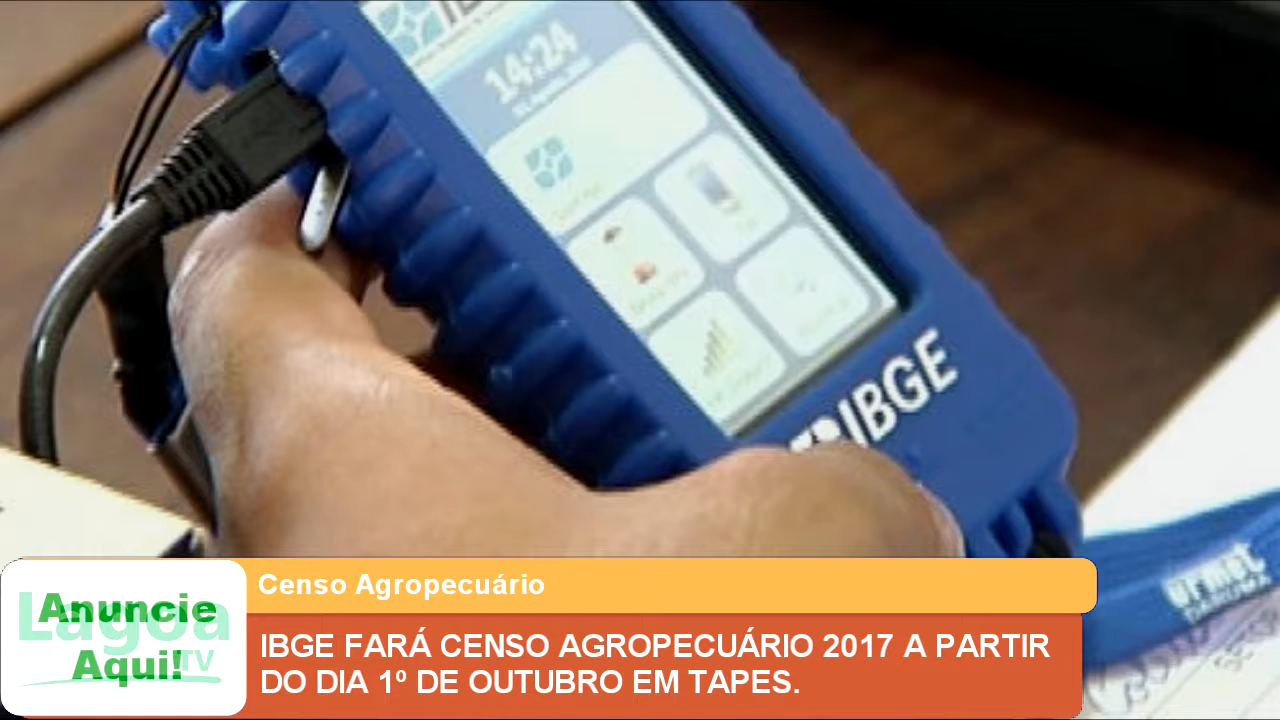 14:24
IBGE
Censo Agropecuário
IBGE FARÁ CENSO AGROPECUÁRIO 2017 A PARTIR
DO DIA 1º DE OUTUBRO EM TAPES.
Anuncie
Aqui!
Lagoa
TV